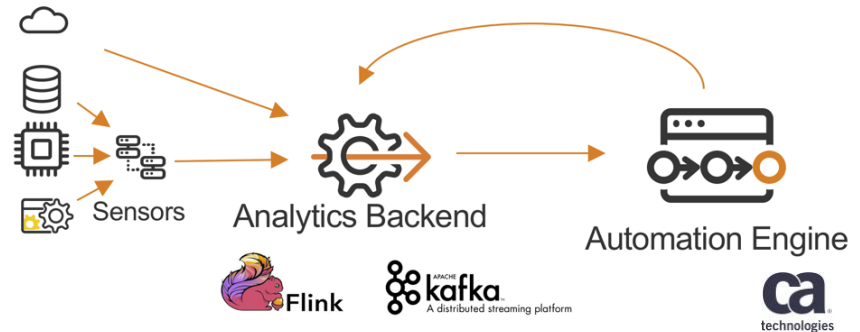 Sensors
Analytics Backend
Automation Engine
Flink
APACHE
kafka
A distributed streaming platform
ca
technologies